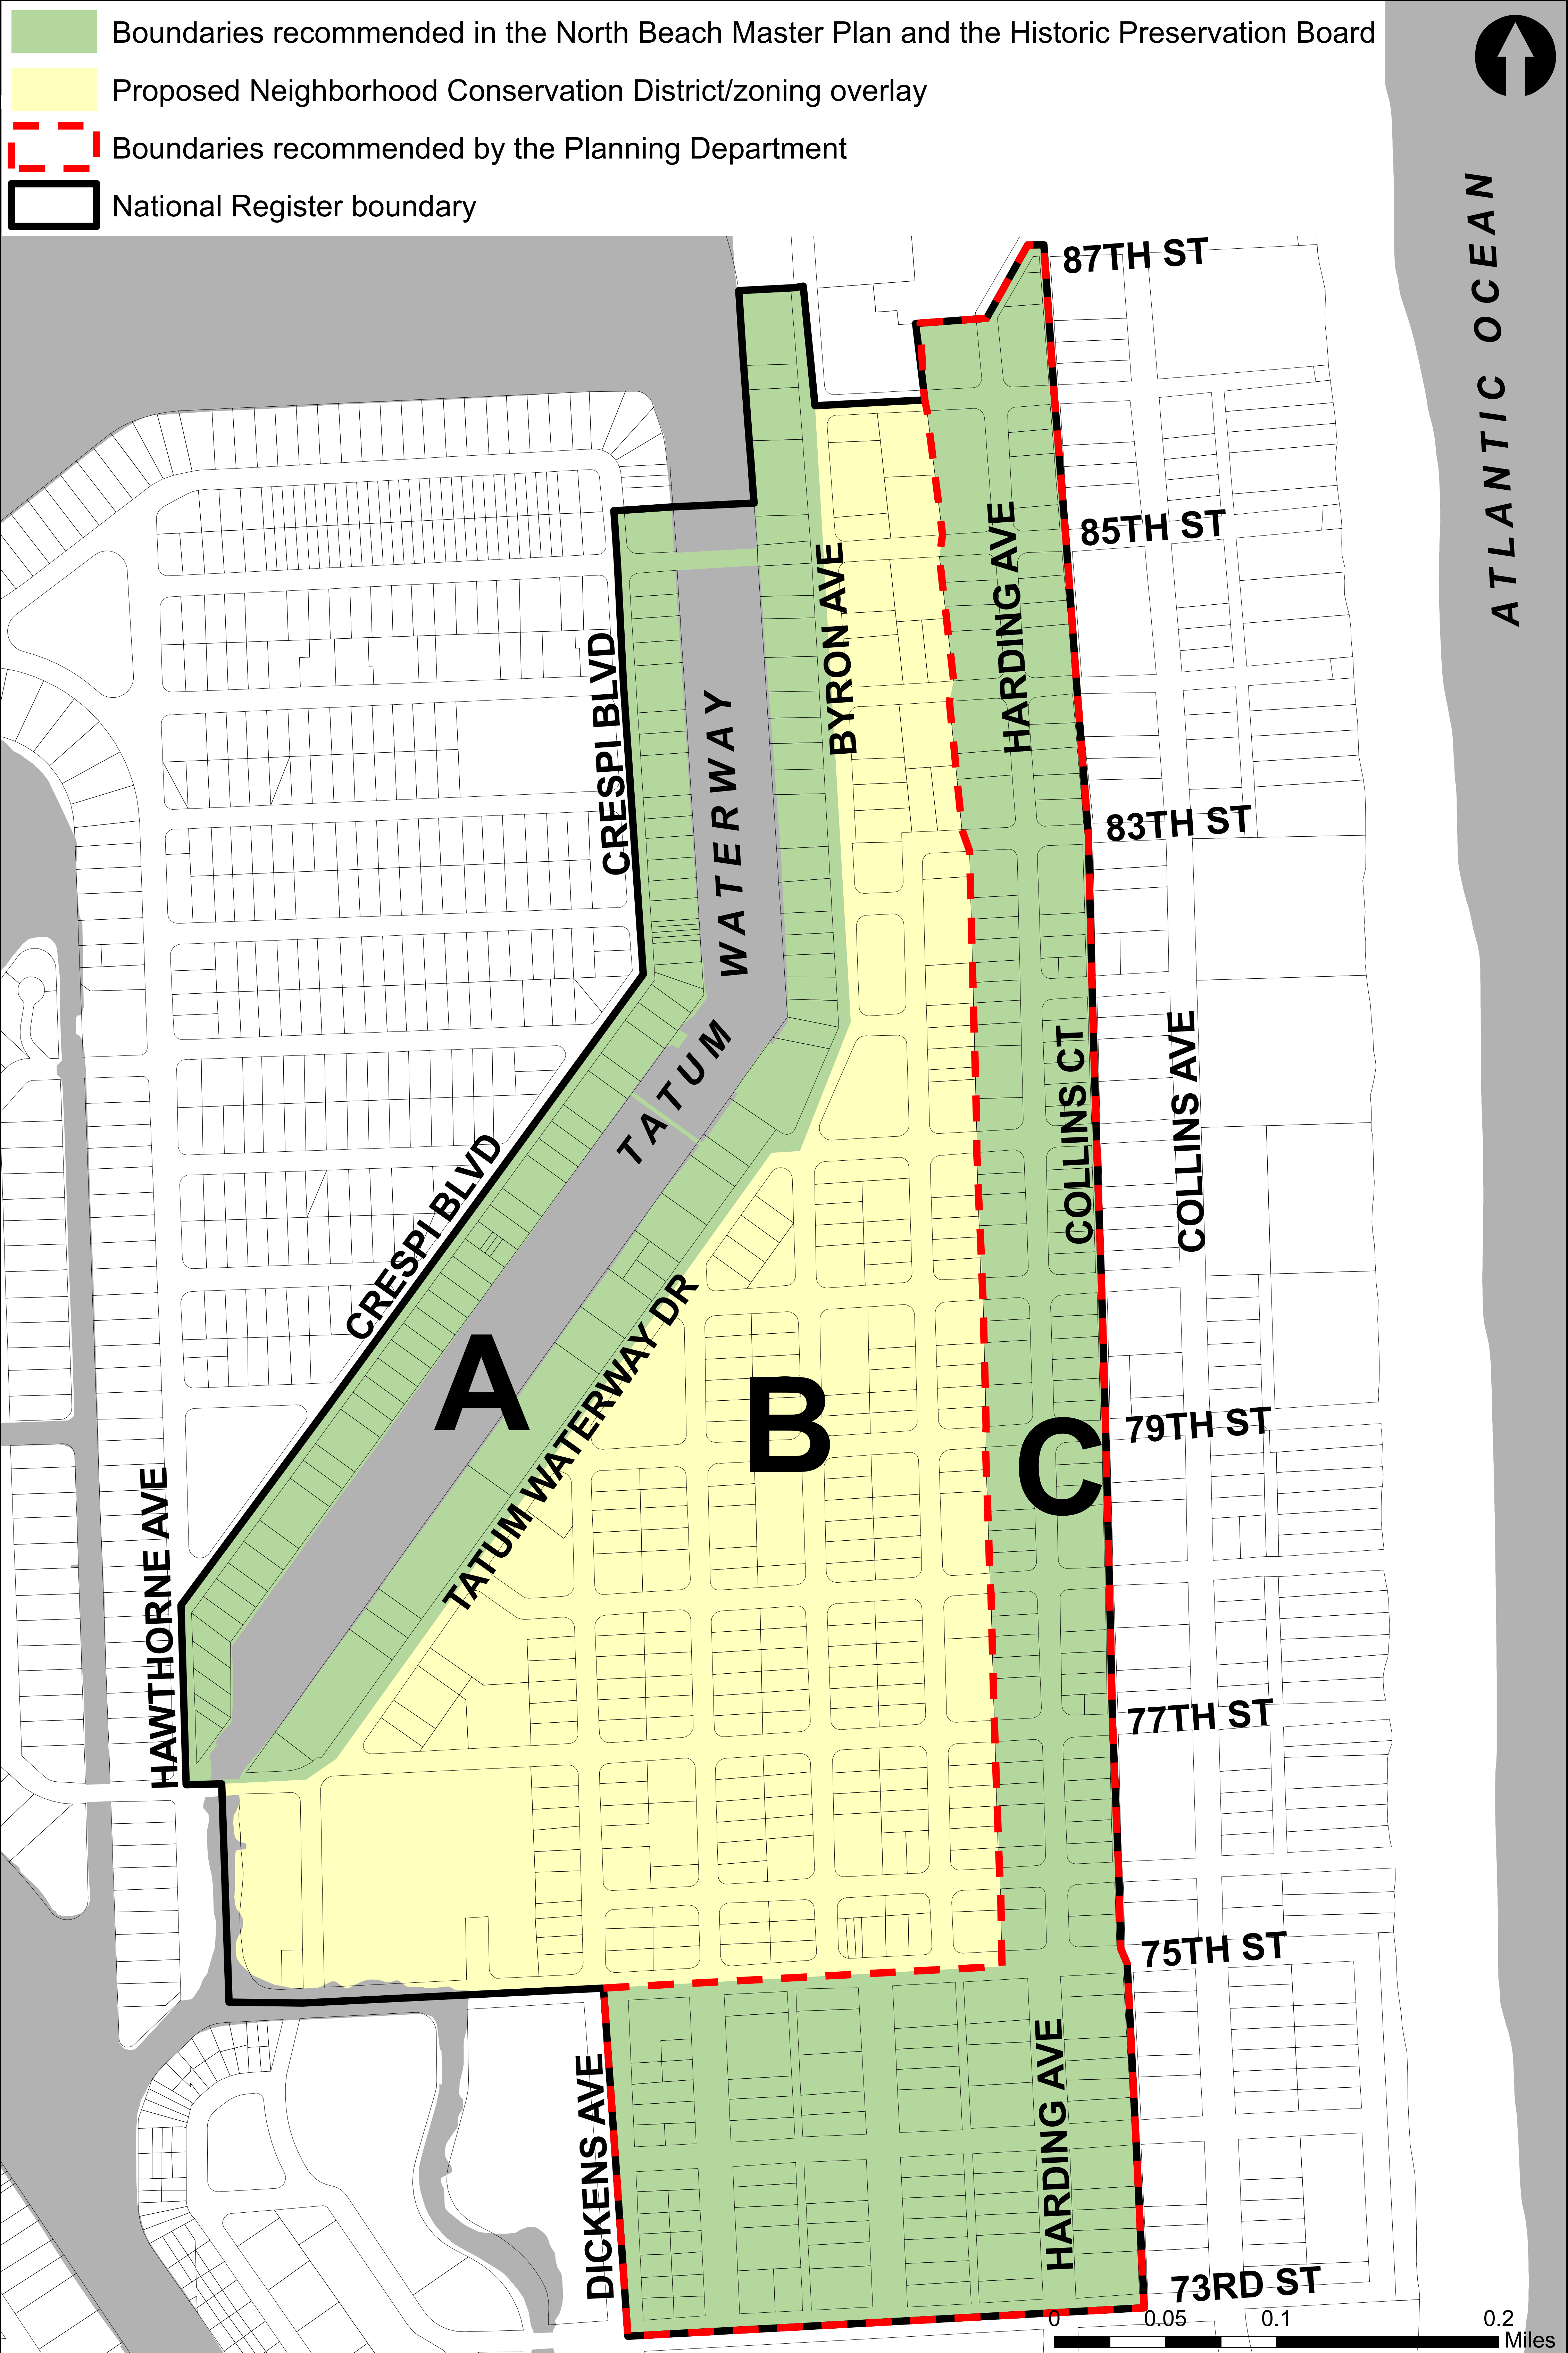 Boundaries recommended in the North Beach Master Plan and the Historic Preservation Board
Proposed Neighborhood Conservation District/zoning overlay
Boundaries recommended by the Planning Department
National Register boundary
ATLANTIC OCEAN
87TH ST
85TH ST
HARDING AVE
BYRON AVE
CRESPI BLVD
WATERWAY
83TH ST
TATUM
COLLINS CT
COLLINS AVE
CRESPI BLVD
TATUM WATERWAY DR
A
B
C
79TH ST
HAWTHORNE AVE
77TH ST
75TH ST
DICKENS AVE
HARDING AVE
73RD ST
0 0.05 0.1 0.2
Miles